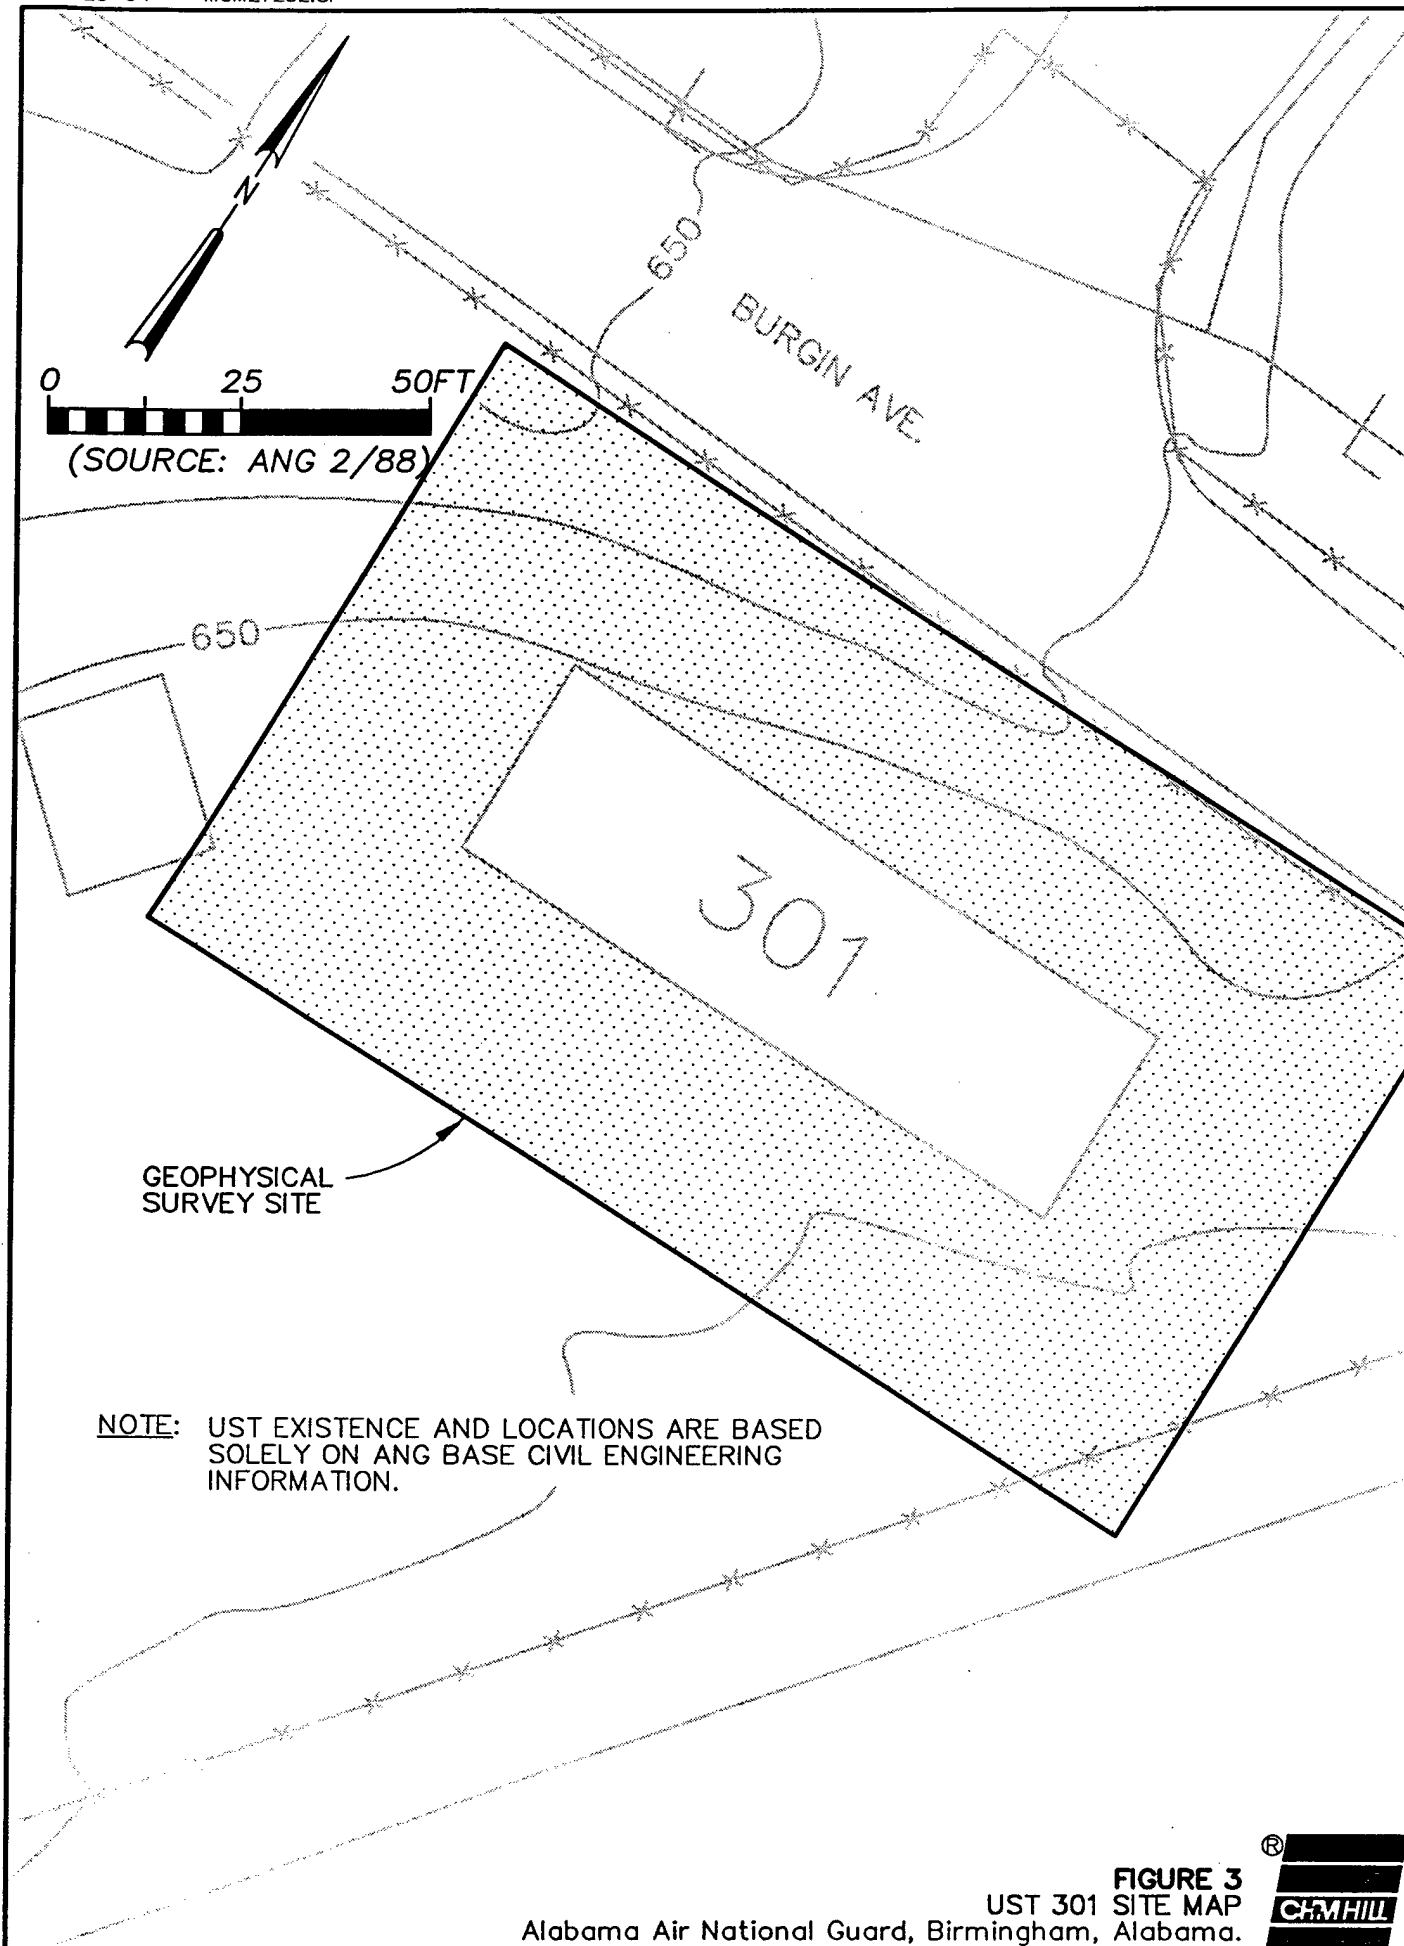 N
0 25 50FT
(SOURCE: ANG 2/88)
650
BURGIN AVE.
650
301
GEOPHYSICAL
SURVEY SITE
NOTE: UST EXISTENCE AND LOCATIONS ARE BASED
SOLELY ON ANG BASE CIVIL ENGINEERING
INFORMATION.
FIGURE 3
UST 301 SITE MAP
Alabama Air National Guard, Birmingham, Alabama.
®
CH2MHILL